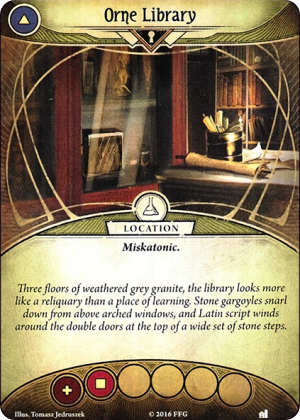 Orne Library
LOCATION
Miskatonic.
Three floors of weathered grey granite, the library looks more
like a reliquary than a place of learning. Stone gargoyles snarl
down from above arched windows, and Latin script winds
around the double doors at the top of a wide set of stone steps.
Illus. Tomasz Jedruszek
© 2016 FFG